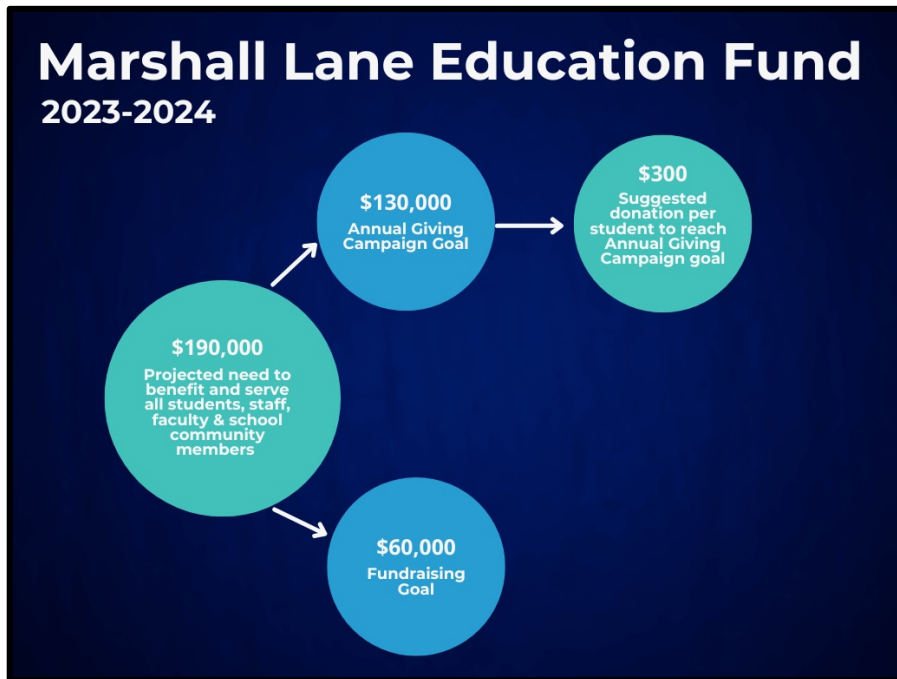 Marshall Lane Education Fund
2023-2024
$130,000
Annual Giving
Campaign Goal
$300
Suggested
donation per
student to reach
Annual Giving
Campaign goal
$190,000
Projected need to
benefit and serve
all students, staff,
faculty & school
community
members
$60,000
Fundraising
Goal